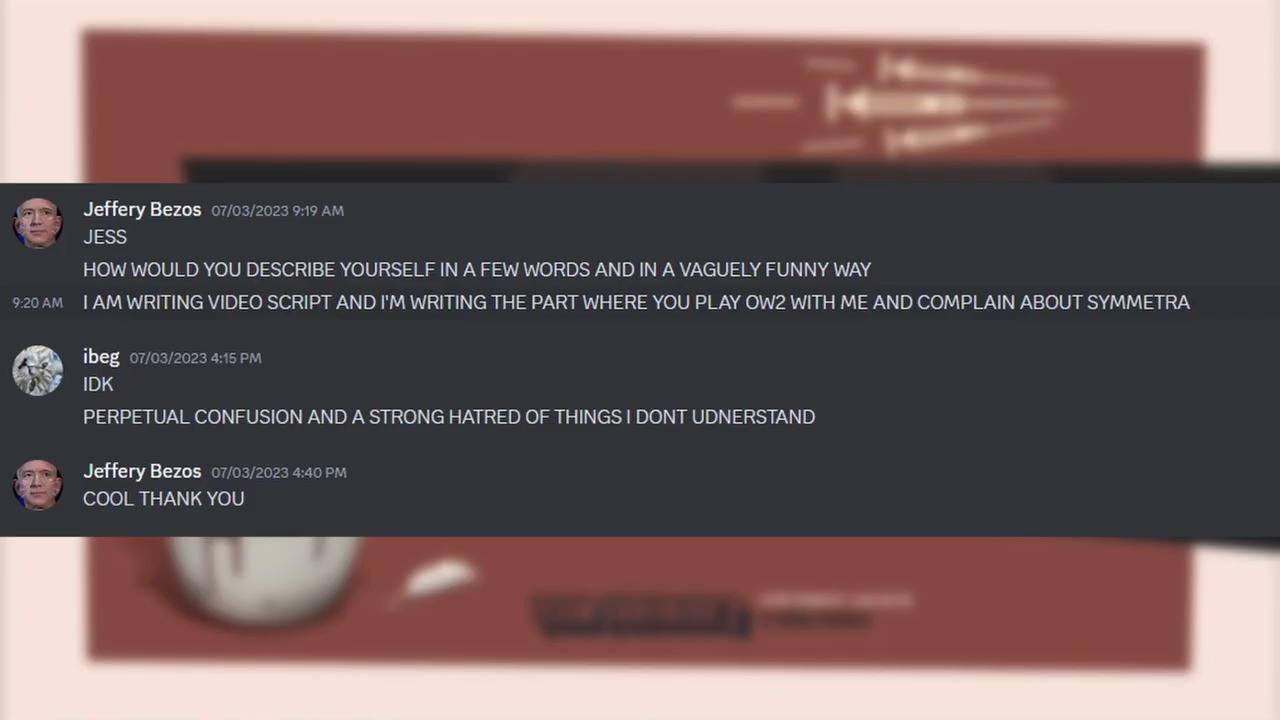 Jeffery Bezos 07/03/2023 9:19 AM
JESS
HOW WOULD YOU DESCRIBE YOURSELF IN A FEW WORDS AND IN A VAGUELY FUNNY WAY
9:20 AM I AM WRITING VIDEO SCRIPT AND I'M WRITING THE PART WHERE YOU PLAY OW2 WITH ME AND COMPLAIN ABOUT SYMMETRA
ibeg 07/03/2023 4:15 PM
IDK
PERPETUAL CONFUSION AND A STRONG HATRED OF THINGS I DONT UDNERSTAND
Jeffery Bezos 07/03/2023 4:40 PM
COOL THANK YOU